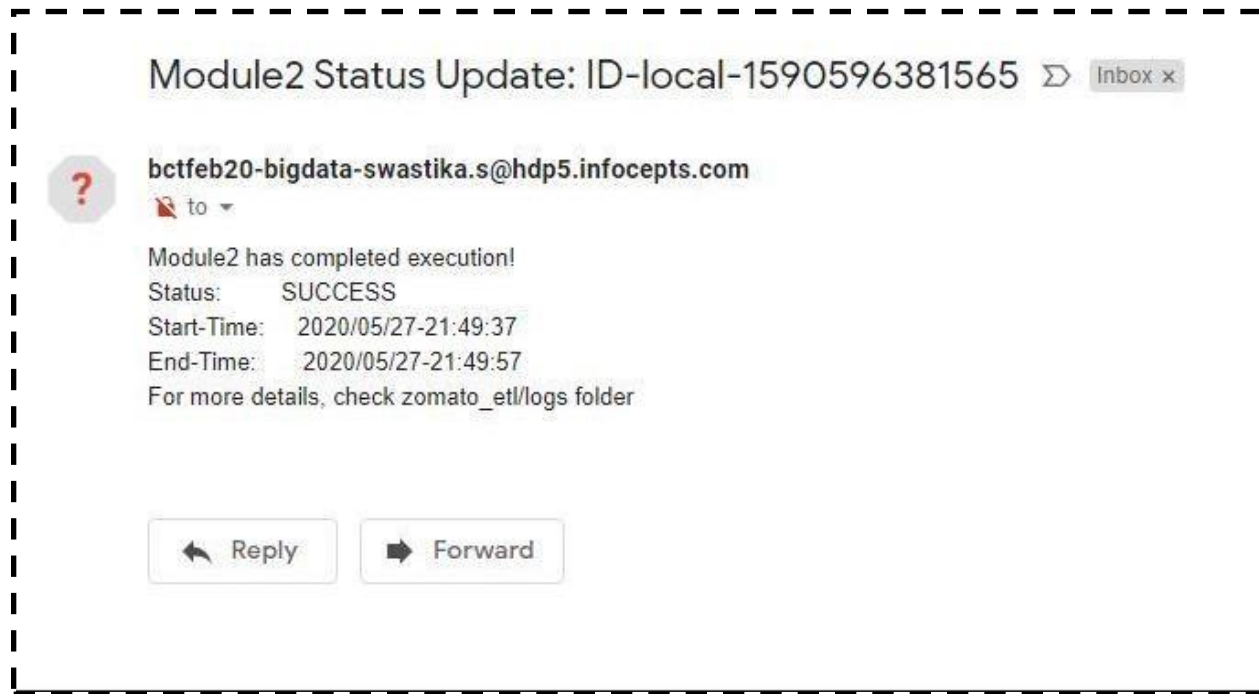 Module2 Status Update: ID-local-1590596381565 Inbox x
?
bctfeb20-bigdata-swastika.s@hdp5.infocepts.com
to
Module2 has completed execution!
Status: SUCCESS
Start-Time: 2020/05/27-21:49:37
End-Time: 2020/05/27-21:49:57
For more details, check zomato_etl/logs folder
Reply Forward